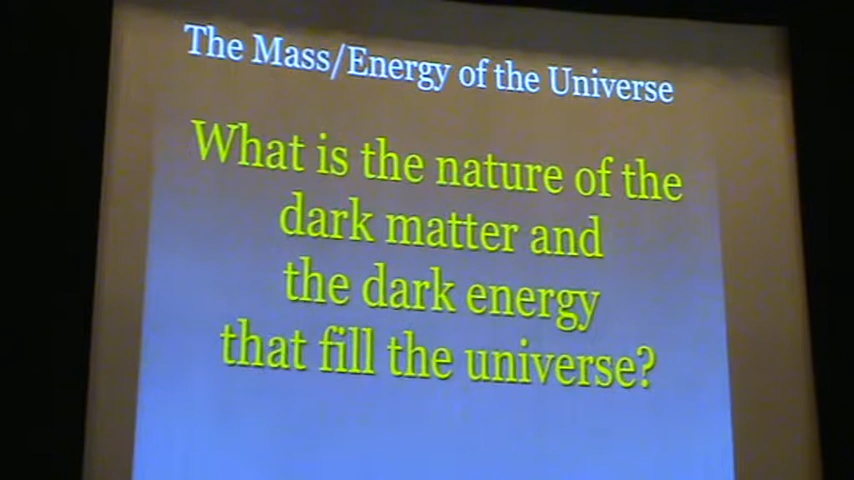 The Mass/Energy of the Universe
What is the nature of the
dark matter and
the dark energy
that fill the universe?